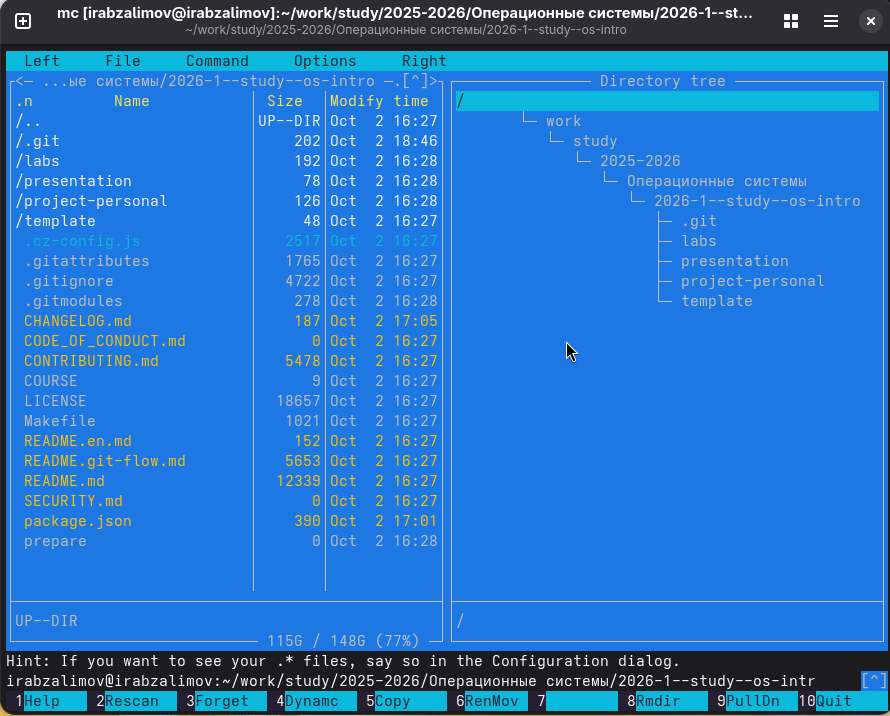 mc [irabzalimov@irabzalimov]:~/work/study/2025-2026/Операционные системы/2026-1--st...
~/work/study/2025-2026/Операционные системы/2026-1--study--os-intro
Left File Command Options Right
<— ...ые системы/2026-1--study--os-intro —.[^]>
.n Name Size Modify time
/.. UP--DIR Oct 2 16:27
/.git 202 Oct 2 18:46
/labs 192 Oct 2 16:28
/presentation 78 Oct 2 16:28
/project-personal 126 Oct 2 16:28
/template 48 Oct 2 16:27
.cz-config.js 2517 Oct 2 16:27
.gitattributes 1765 Oct 2 16:27
.gitignore 4722 Oct 2 16:27
.gitmodules 278 Oct 2 16:28
CHANGELOG.md 187 Oct 2 17:05
CODE_OF_CONDUCT.md 0 Oct 2 16:27
CONTRIBUTING.md 5478 Oct 2 16:27
COURSE 9 Oct 2 16:27
LICENSE 18657 Oct 2 16:27
Makefile 1021 Oct 2 16:27
README.en.md 152 Oct 2 16:27
README.git-flow.md 5653 Oct 2 16:27
README.md 12339 Oct 2 16:27
SECURITY.md 0 Oct 2 16:27
package.json 390 Oct 2 17:01
prepare 0 Oct 2 16:28
UP--DIR
115G / 148G (77%)
Directory tree
/
work
study
2025-2026
Операционные системы
2026-1--study--os-intro
.git
labs
presentation
project-personal
template
/
Hint: If you want to see your .* files, say so in the Configuration dialog.
irabzalimov@irabzalimov:~/work/study/2025-2026/Операционные системы/2026-1--study--os-intr [^]
1Help 2Rescan 3Forget 4Dynamc 5Copy 6RenMov 7 8Rmdir 9PullDn 10Quit